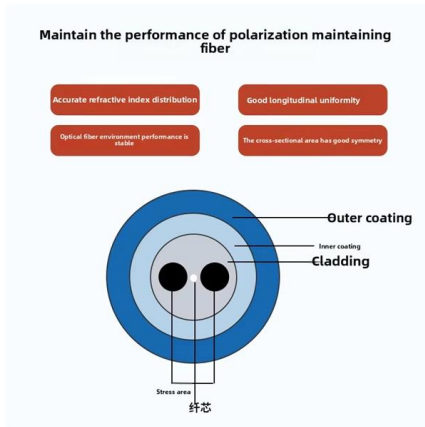 Maintain the performance of polarization maintaining
fiber
Accurate refractive index distribution
Good longitudinal uniformity
Optisal fiber environment performance is
stable
The cross-sectional area has good symmetry
Outer coating
Inner coating
Cladding
Stress area
纤芯